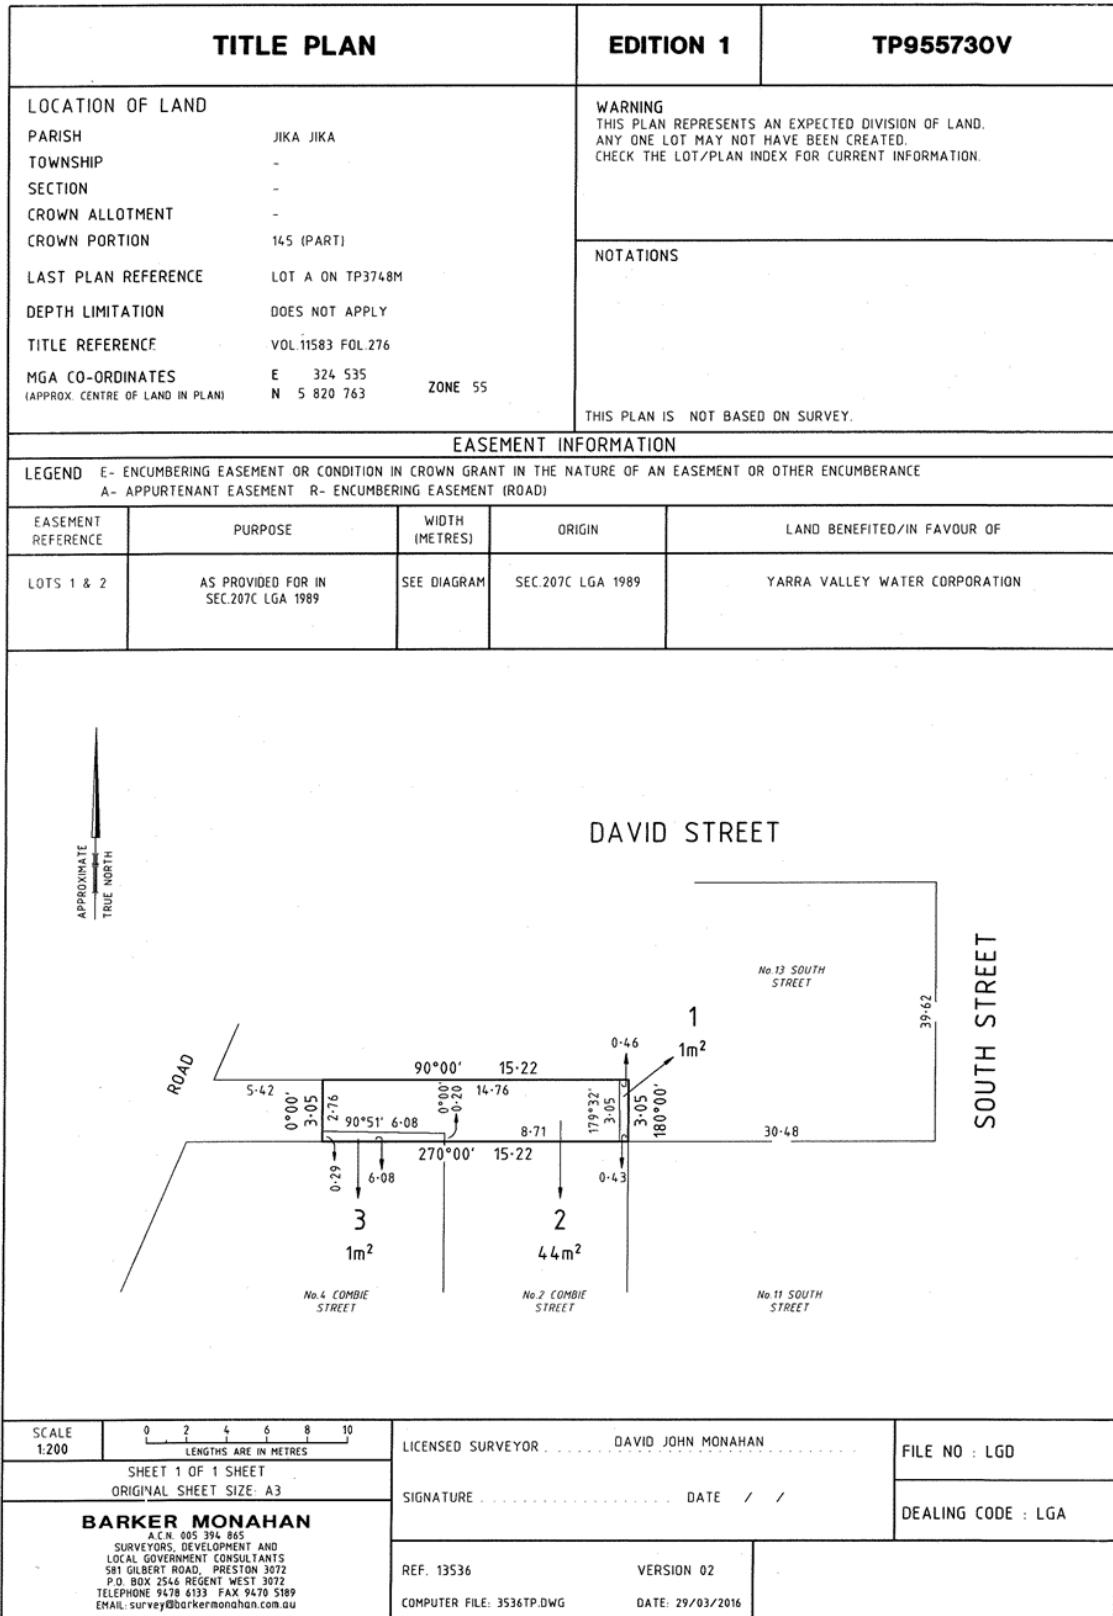 TITLE PLAN
EDITION 1
TP955730V
LOCATION OF LAND
PARISH JIKA JIKA
TOWNSHIP -
SECTION -
CROWN ALLOTMENT -
CROWN PORTION 145 (PART)
LAST PLAN REFERENCE LOT A ON TP3748M
DEPTH LIMITATION DOES NOT APPLY
TITLE REFERENCE VOL.11583 FOL.276
MGA CO-ORDINATES E 324 535
(APPROX. CENTRE OF LAND IN PLAN) N 5 820 763 ZONE 55
WARNING
THIS PLAN REPRESENTS AN EXPECTED DIVISION OF LAND.
ANY ONE LOT MAY NOT HAVE BEEN CREATED.
CHECK THE LOT/PLAN INDEX FOR CURRENT INFORMATION.
NOTATIONS
THIS PLAN IS NOT BASED ON SURVEY.
EASEMENT INFORMATION
LEGEND E- ENCUMBERING EASEMENT OR CONDITION IN CROWN GRANT IN THE NATURE OF AN EASEMENT OR OTHER ENCUMBERANCE
A- APPURTENANT EASEMENT R- ENCUMBERING EASEMENT (ROAD)
EASEMENT
REFERENCE
PURPOSE
WIDTH
(METRES)
ORIGIN
LAND BENEFITED/IN FAVOUR OF
LOTS 1 & 2
AS PROVIDED FOR IN
SEC.207C LGA 1989
SEE DIAGRAM
SEC.207C LGA 1989
YARRA VALLEY WATER CORPORATION
APPROXIMATE
TRUE NORTH
DAVID STREET
SOUTH STREET
No.13 SOUTH
STREET
39·62
1
1m²
0·46
ROAD
90°00' 15·22
5·42
0°00'
3·05
2·76
90°51' 6·08
0°00'
0·20
14·76
179°32'
3·05
3·05
180°00'
8·71
30·48
270°00' 15·22
0·29
6·08
0·43
3
1m²
2
44m²
No.4 COMBIE
STREET
No.2 COMBIE
STREET
No.11 SOUTH
STREET
SCALE
1:200
0 2 4 6 8 10
LENGTHS ARE IN METRES
SHEET 1 OF 1 SHEET
ORIGINAL SHEET SIZE: A3
BARKER MONAHAN
A.C.N. 005 394 865
SURVEYORS, DEVELOPMENT AND
LOCAL GOVERNMENT CONSULTANTS
581 GILBERT ROAD, PRESTON 3072
P.O. BOX 2546 REGENT WEST 3072
TELEPHONE 9478 6133 FAX 9470 5189
EMAIL: survey@barkermonahan.com.au
LICENSED SURVEYOR DAVID JOHN MONAHAN
SIGNATURE DATE / /
REF. 13536 VERSION 02
COMPUTER FILE: 3536TP.DWG DATE: 29/03/2016
FILE NO : LGD
DEALING CODE : LGA